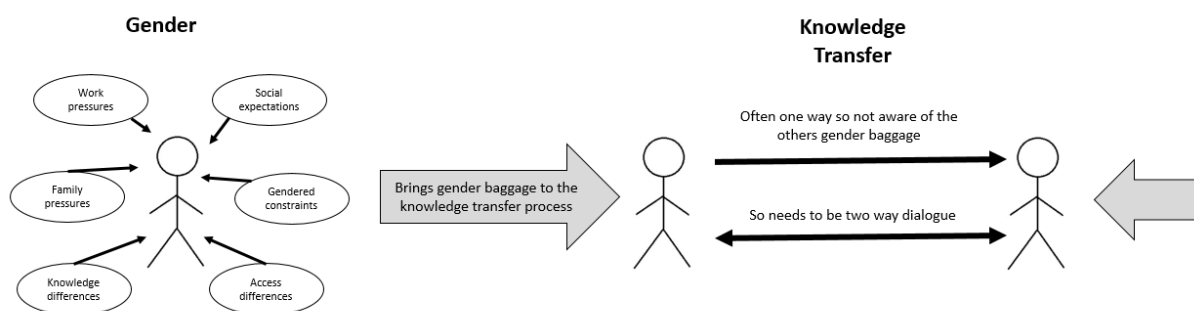 Gender
Work
pressures
Social
expectations
Family
pressures
Gendered
constraints
Knowledge
differences
Access
differences
Brings gender baggage to the
knowledge transfer process
Knowledge
Transfer
Often one way so not aware of the
others gender baggage
So needs to be two way dialogue